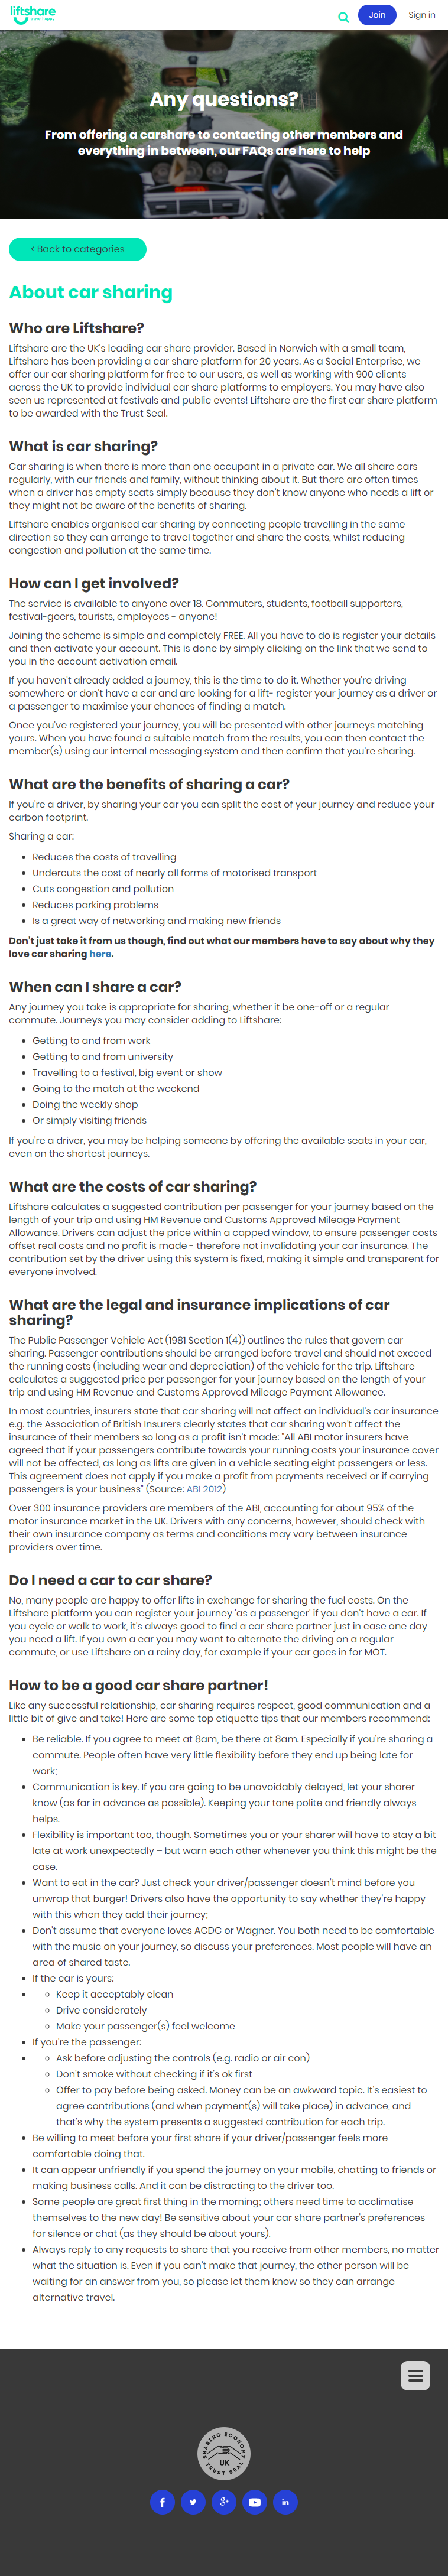 liftshare
Join
Sign in
Any questions?
From offering a carshare to contacting other members and
everything in between, our FAQs are here to help
< Back to categories
About car sharing
Who are Liftshare?
Liftshare are the UK's leading car share provider. Based in Norwich with a small team,
Liftshare has been providing a car share platform for 20 years. As a Social Enterprise, we
offer our car sharing platform for free to our users, as well as working with 900 clients
across the UK to provide individual car share platforms to employers. You may have also
seen us represented at festivals and public events! Liftshare are the first car share platform
to be awarded with the Trust Seal.
What is car sharing?
Car sharing is when there is more than one occupant in a private car. We all share cars
regularly, with our friends and family, without thinking about it. But there are often times
when a driver has empty seats simply because they don't know anyone who needs a lift or
they might not be aware of the benefits of sharing.
Liftshare enables organised car sharing by connecting people travelling in the same
direction so they can arrange to travel together and share the costs, whilst reducing
congestion and pollution at the same time.
How can I get involved?
The service is available to anyone over 18. Commuters, students, football supporters,
festival-goers, tourists, employees - anyone!
Joining the scheme is simple and completely FREE. All you have to do is register your details
and then activate your account. This is done by simply clicking on the link that we send to
you in the account activation email.
If you haven't already added a journey, this is the time to do it. Whether you're driving
somewhere or don't have a car and are looking for a lift- register your journey as a driver or
a passenger to maximise your chances of finding a match.
Once you've registered your journey, you will be presented with other journeys matching
yours. When you have found a suitable match from the results, you can then contact the
member(s) using our internal messaging system and then confirm that you're sharing.
What are the benefits of sharing a car?
If you're a driver, by sharing your car you can split the cost of your journey and reduce your
carbon footprint.
Sharing a car:
Reduces the costs of travelling
Undercuts the cost of nearly all forms of motorised transport
Cuts congestion and pollution
Reduces parking problems
Is a great way of networking and making new friends
Don't just take it from us though, find out what our members have to say about why they
love car sharing here.
When can I share a car?
Any journey you take is appropriate for sharing, whether it be one-off or a regular
commute. Journeys you may consider adding to Liftshare:
Getting to and from work
Getting to and from university
Travelling to a festival, big event or show
Going to the match at the weekend
Doing the weekly shop
Or simply visiting friends
If you're a driver, you may be helping someone by offering the available seats in your car,
even on the shortest journeys.
What are the costs of car sharing?
Liftshare calculates a suggested contribution per passenger for your journey based on the
length of your trip and using HM Revenue and Customs Approved Mileage Payment
Allowance. Drivers can adjust the price within a capped window, to ensure passenger costs
offset real costs and no profit is made - therefore not invalidating your car insurance. The
contribution set by the driver using this system is fixed, making it simple and transparent for
everyone involved.
What are the legal and insurance implications of car
sharing?
The Public Passenger Vehicle Act (1981 Section 1(4)) outlines the rules that govern car
sharing. Passenger contributions should be arranged before travel and should not exceed
the running costs (including wear and depreciation) of the vehicle for the trip. Liftshare
calculates a suggested price per passenger for your journey based on the length of your
trip and using HM Revenue and Customs Approved Mileage Payment Allowance.
In most countries, insurers state that car sharing will not affect an individual's car insurance
e.g. the Association of British Insurers clearly states that car sharing won't affect the
insurance of their members so long as a profit isn't made: "All ABI motor insurers have
agreed that if your passengers contribute towards your running costs your insurance cover
will not be affected, as long as lifts are given in a vehicle seating eight passengers or less.
This agreement does not apply if you make a profit from payments received or if carrying
passengers is your business" (Source: ABI 2012)
Over 300 insurance providers are members of the ABI, accounting for about 95% of the
motor insurance market in the UK. Drivers with any concerns, however, should check with
their own insurance company as terms and conditions may vary between insurance
providers over time.
Do I need a car to car share?
No, many people are happy to offer lifts in exchange for sharing the fuel costs. On the
Liftshare platform you can register your journey 'as a passenger' if you don't have a car. If
you cycle or walk to work, it's always good to find a car share partner just in case one day
you need a lift. If you own a car you may want to alternate the driving on a regular
commute, or use Liftshare on a rainy day, for example if your car goes in for MOT.
How to be a good car share partner!
Like any successful relationship, car sharing requires respect, good communication and a
little bit of give and take! Here are some top etiquette tips that our members recommend:
Be reliable. If you agree to meet at 8am, be there at 8am. Especially if you're sharing a
commute. People often have very little flexibility before they end up being late for
work;
Communication is key. If you are going to be unavoidably delayed, let your sharer
know (as far in advance as possible). Keeping your tone polite and friendly always
helps.
Flexibility is important too, though. Sometimes you or your sharer will have to stay a bit
late at work unexpectedly – but warn each other whenever you think this might be the
case.
Want to eat in the car? Just check your driver/passenger doesn't mind before you
unwrap that burger! Drivers also have the opportunity to say whether they're happy
with this when they add their journey;
Don't assume that everyone loves ACDC or Wagner. You both need to be comfortable
with the music on your journey, so discuss your preferences. Most people will have an
area of shared taste.
If the car is yours:
Keep it acceptably clean
Drive considerately
Make your passenger(s) feel welcome
If you're the passenger:
Ask before adjusting the controls (e.g. radio or air con)
Don't smoke without checking if it's ok first
Offer to pay before being asked. Money can be an awkward topic. It's easiest to
agree contributions (and when payment(s) will take place) in advance, and
that's why the system presents a suggested contribution for each trip.
Be willing to meet before your first share if your driver/passenger feels more
comfortable doing that.
It can appear unfriendly if you spend the journey on your mobile, chatting to friends or
making business calls. And it can be distracting to the driver too.
Some people are great first thing in the morning; others need time to acclimatise
themselves to the new day! Be sensitive about your car share partner's preferences
for silence or chat (as they should be about yours).
Always reply to any requests to share that you receive from other members, no matter
what the situation is. Even if you can't make that journey, the other person will be
waiting for an answer from you, so please let them know so they can arrange
alternative travel.
SHARING ECONOMY
UK
TRUST SEAL